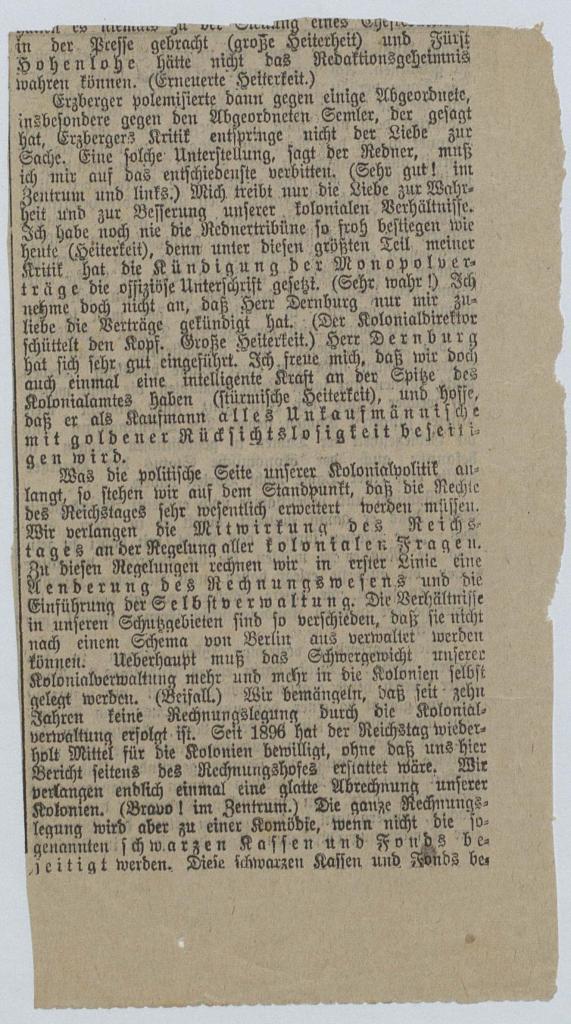 es niemals zu der Stellung eines
in der Presse gebracht (große Heiterheit) und Fürst
Hohenlohe hätte nicht das Redaktionsgeheimnis
wahren können. (Erneuerte Heiterkeit.)
Erzberger polemisierte dann gegen einige Abgeordnete,
insbesondere gegen den Abgeordneten Semler, der gesagt
hat, Erzbergers Kritik entspringe nicht der Liebe zur
Sache. Eine solche Unterstellung, sagt der Redner, muß
ich mir auf das entschiedenste verbitten. (Sehr gut! im
Zentrum und links.) Mich treibt nur die Liebe zur Wahr-
heit und zur Besserung unserer kolonialen Verhältnisse.
Ich habe noch nie die Rednertribüne so froh bestiegen wie
heute (Heiterkeit), denn unter diesen größten Teil meiner
Kritik hat die Kündigung der Monopolver-
träge die offiziöse Unterschrift gesetzt. (Sehr wahr!) Ich
nehme doch nicht an, daß Herr Dernburg nur mir zu-
liebe die Verträge gekündigt hat. (Der Kolonialdirektor
schüttelt den Kopf. Große Heiterkeit.) Herr Dernburg
hat sich sehr gut eingeführt. Ich freue mich, daß wir doch
auch einmal eine intelligente Kraft an der Spitze des
Kolonialamtes haben (stürmische Heiterkeit), und hoffe,
daß er als Kaufmann alles Unkaufmännische
mit goldener Rücksichtslosigkeit beseiti-
gen wird.
Was die politische Seite unserer Kolonialpolitik an-
langt, so stehen wir auf dem Standpunkt, daß die Rechte
des Reichstages sehr wesentlich erweitert werden müssen.
Wir verlangen die Mitwirkung des Reichs-
tages an der Regelung aller kolonialen Fragen.
Zu diesen Regelungen rechnen wir in erster Linie eine
Aenderung des Rechnungswesens und die
Einführung der Selbstverwaltung. Die Verhältnisse
in unseren Schutzgebieten sind so verschieden, daß sie nicht
nach einem Schema von Berlin aus verwaltet werden
können. Ueberhaupt muß das Schwergewicht unserer
Kolonialverwaltung mehr und mehr in die Kolonien selbst
gelegt werden. (Beifall.) Wir bemängeln, daß seit zehn
Jahren keine Rechnungslegung durch die Kolonial-
verwaltung erfolgt ist. Seit 1896 hat der Reichstag wieder-
holt Mittel für die Kolonien bewilligt, ohne daß uns hier
Bericht seitens des Rechnungshofes erstattet wäre. Wir
verlangen endlich einmal eine glatte Abrechnung unserer
Kolonien. (Bravo! im Zentrum.) Die ganze Rechnungs-
legung wird aber zu einer Komödie, wenn nicht die so-
genannten schwarzen Kassen und Fonds be-
seitigt werden. Diese schwarzen Kassen und Fonds be-